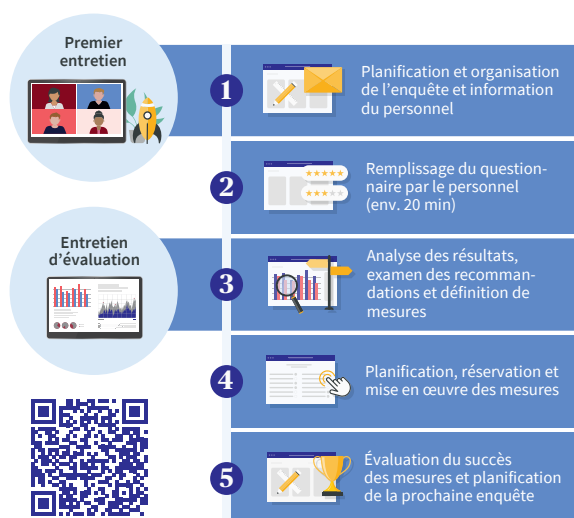 Premier
entretien
1
Planification et organisation
de l’enquête et information
du personnel
2
Remplissage du question-
naire par le personnel
(env. 20 min)
Entretien
d’évaluation
3
Analyse des résultats,
examen des recomman-
dations et définition de
mesures
4
Planification, réservation et
mise en œuvre des mesures
5
Évaluation du succès
des mesures et planification
de la prochaine enquête